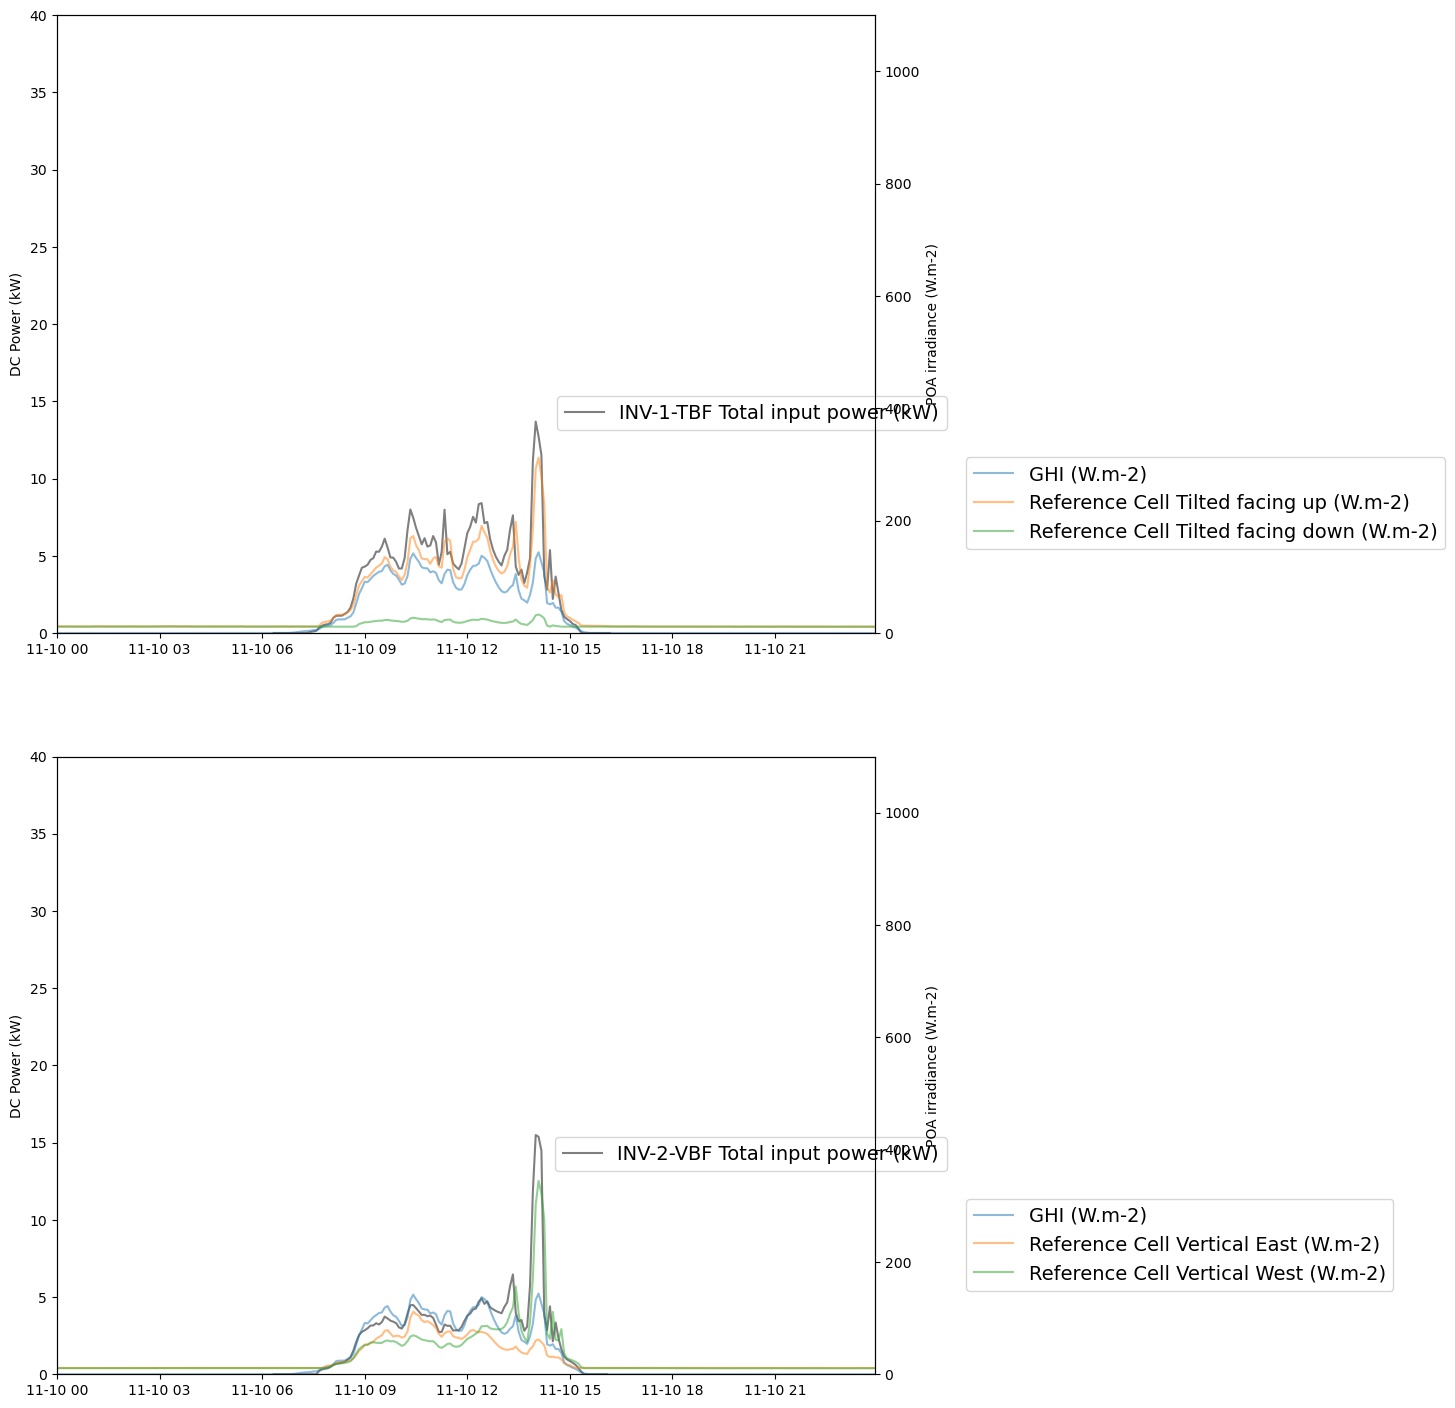 40
35
30
25
20
15
10
5
0
DC Power (kW)
1000
800
600
400
200
0
POA irradiance (W.m-2)
INV-1-TBF Total input power (kW)
GHI (W.m-2)
Reference Cell Tilted facing up (W.m-2)
Reference Cell Tilted facing down (W.m-2)
11-10 00 11-10 03 11-10 06 11-10 09 11-10 12 11-10 15 11-10 18 11-10 21
40
35
30
25
20
15
10
5
0
DC Power (kW)
1000
800
600
400
200
0
POA irradiance (W.m-2)
INV-2-VBF Total input power (kW)
GHI (W.m-2)
Reference Cell Vertical East (W.m-2)
Reference Cell Vertical West (W.m-2)
11-10 00 11-10 03 11-10 06 11-10 09 11-10 12 11-10 15 11-10 18 11-10 21